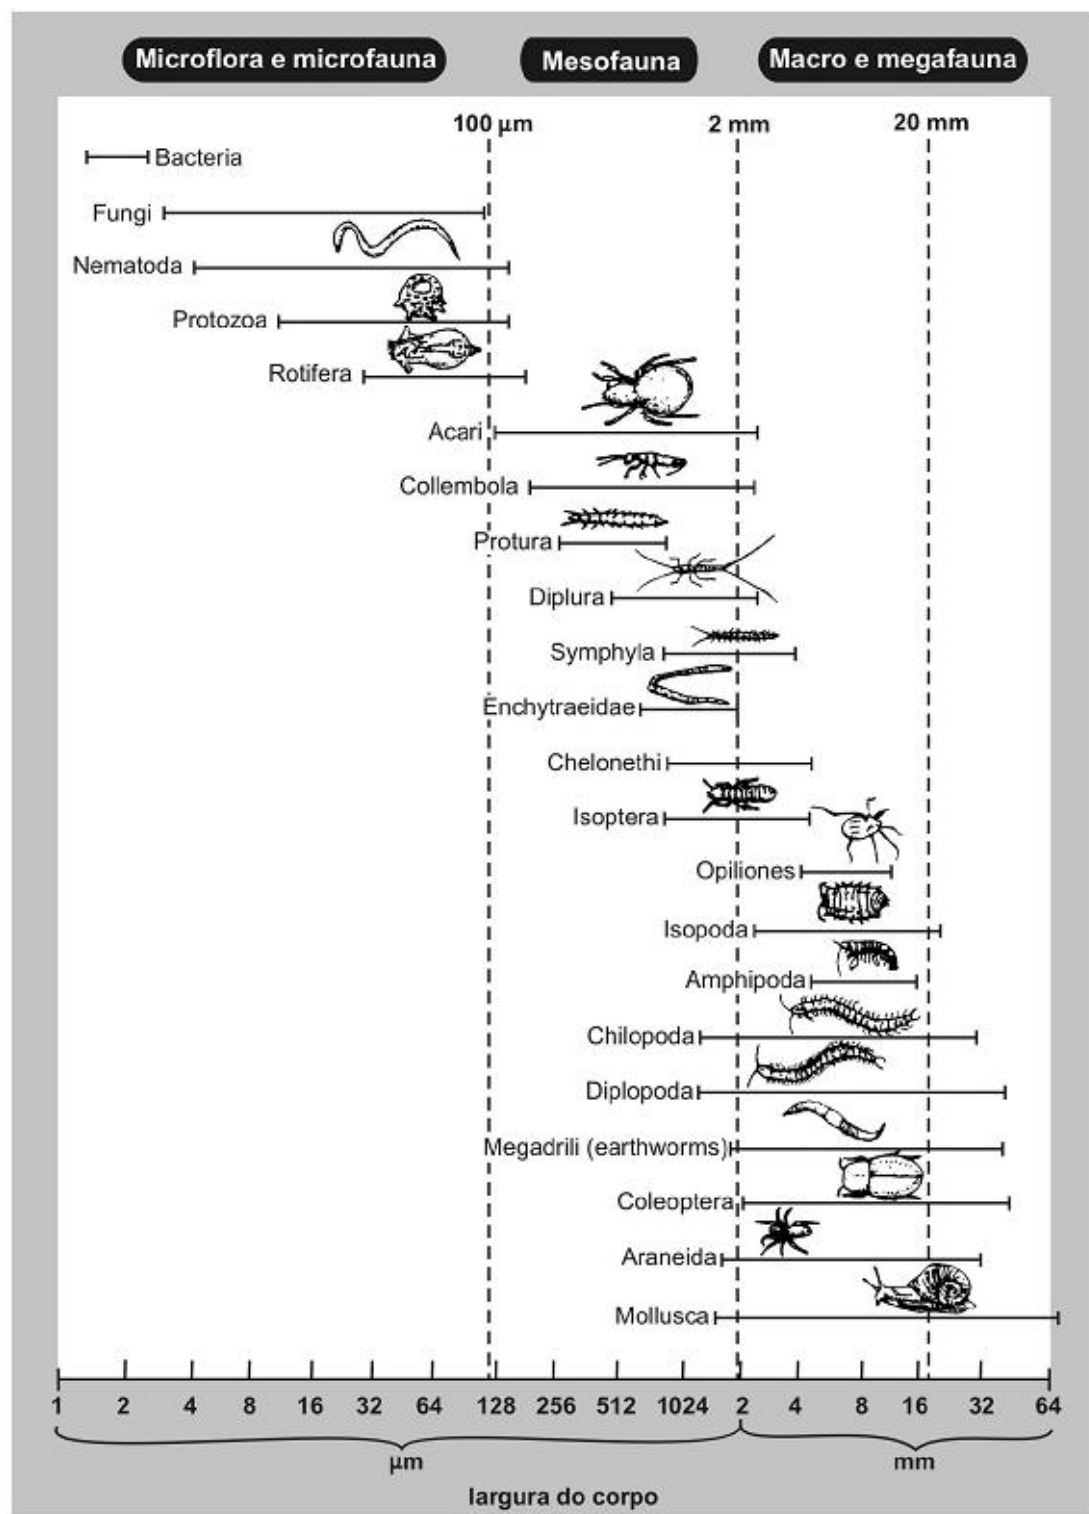 Microflora e microfauna Mesofauna Macro e megafauna
100 µm 2 mm 20 mm
Bacteria
Fungi
Nematoda
Protozoa
Rotifera
Acari
Collembola
Protura
Diplura
Symphyla
Enchytraeidae
Chelonethi
Isoptera
Opiliones
Isopoda
Amphipoda
Chilopoda
Diplopoda
Megadrili (earthworms)
Coleoptera
Araneida
Mollusca
1 2 4 8 16 32 64 128 256 512 1024 2 4 8 16 32 64
µm mm
largura do corpo